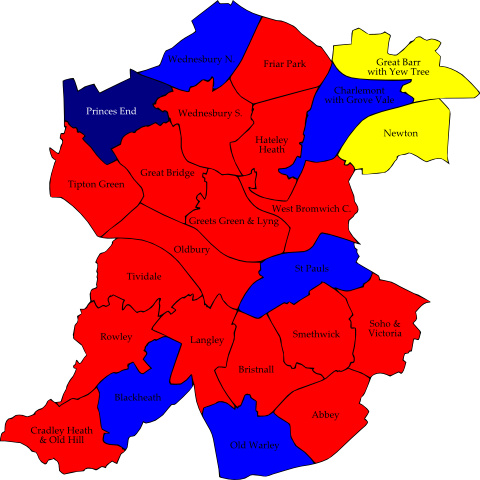 Wednesbury N.
Friar Park
Great Barr
with Yew Tree
Charlemont
with Grove Vale
Princes End
Wednesbury S.
Newton
Hateley
Heath
Great Bridge
Tipton Green
West Bromwich C.
Greets Green & Lyng
Oldbury
St Pauls
Tividale
Rowley
Langley
Smethwick
Soho &
Victoria
Bristnall
Blackheath
Abbey
Cradley Heath
& Old Hill
Old Warley